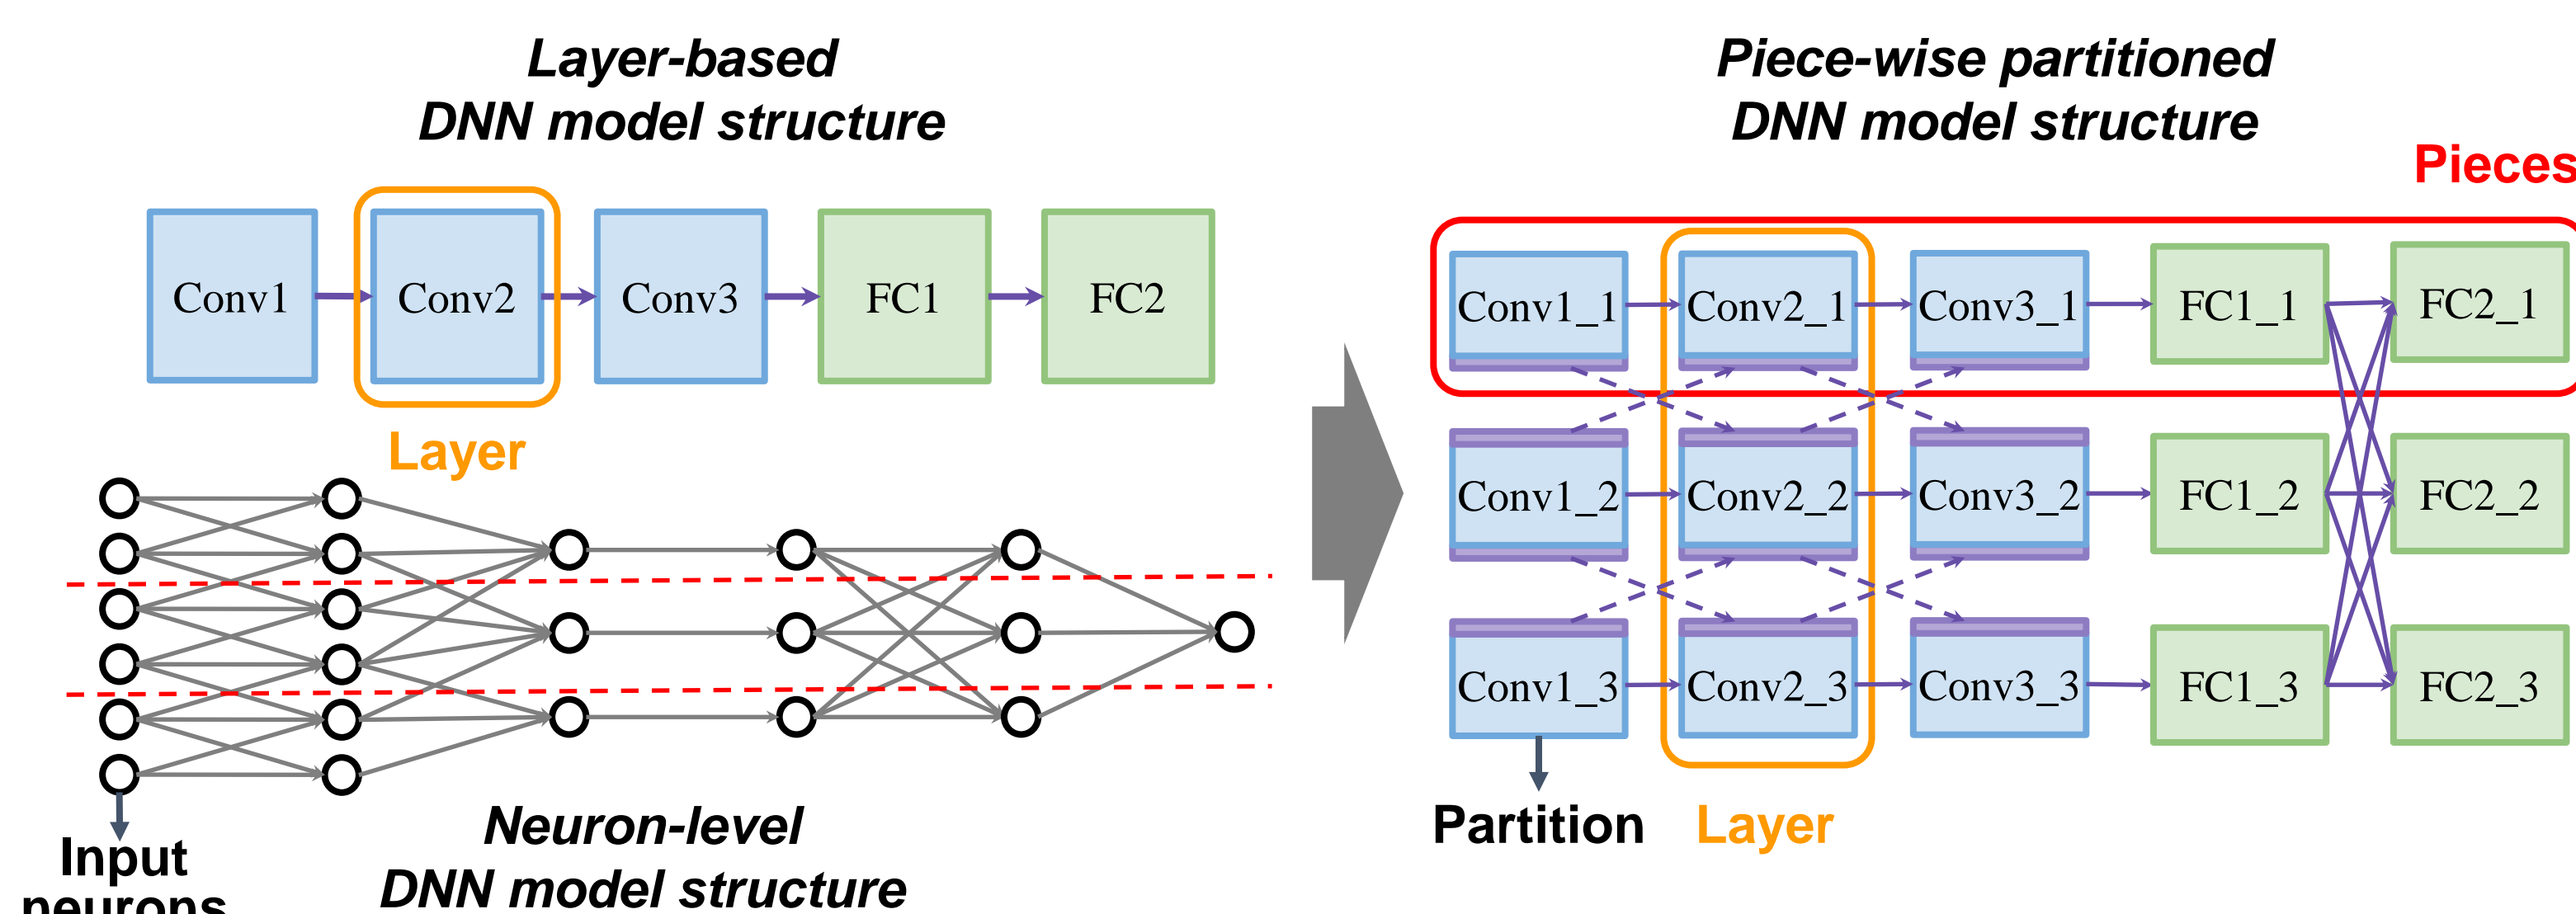 Layer-based
DNN model structure
Conv1
Conv2
Conv3
FC1
FC2
Layer
Input
neurons
Neuron-level
DNN model structure
Piece-wise partitioned
DNN model structure
Pieces
Conv1_1
Conv2_1
Conv3_1
FC1_1
FC2_1
Conv1_2
Conv2_2
Conv3_2
FC1_2
FC2_2
Conv1_3
Conv2_3
Conv3_3
FC1_3
FC2_3
Partition
Layer